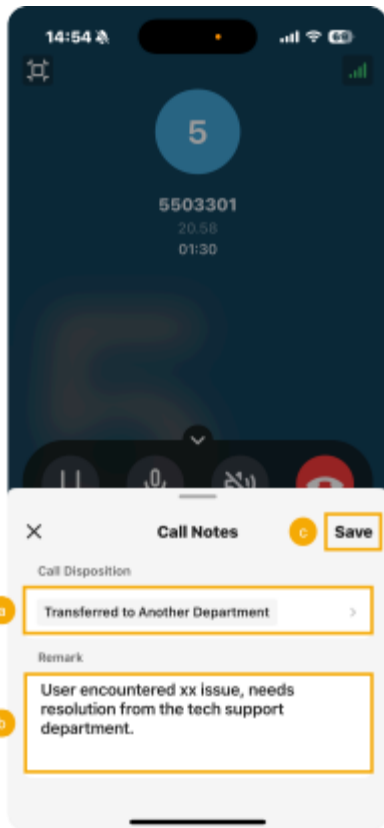 14:54
69
5
5503301
20.58
01:30
Call Notes
c
Save
Call Disposition
a
Transferred to Another Department
Remark
b
User encountered xx issue, needs
resolution from the tech support
department.